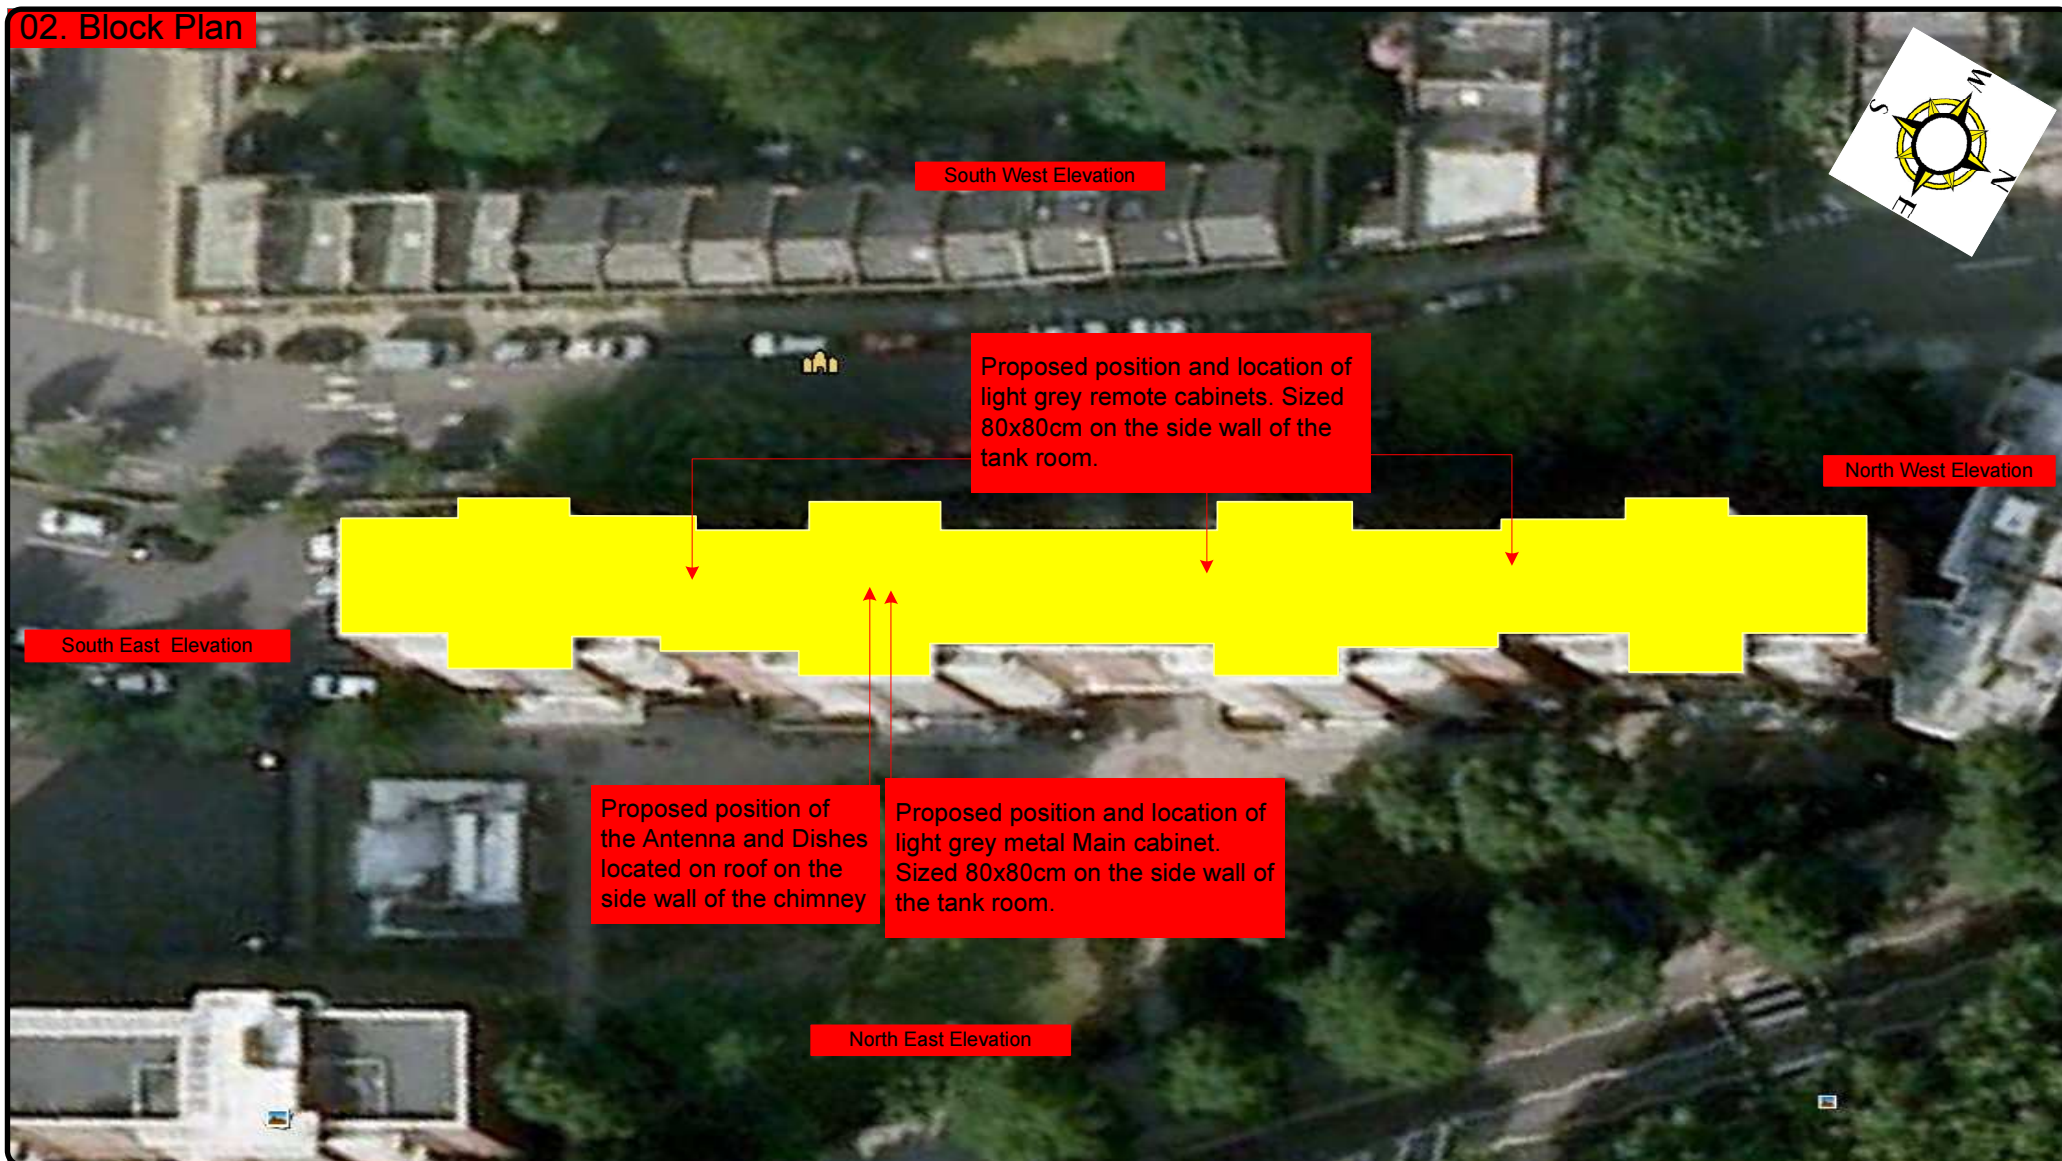 02. Block Plan
W
S
N
E
South West Elevation
Proposed position and location of
light grey remote cabinets. Sized
80x80cm on the side wall of the
tank room.
North West Elevation
South East  Elevation
Proposed position of
the Antenna and Dishes
located on roof on the
side wall of the chimney
Proposed position and location of
light grey metal Main cabinet.
Sized 80x80cm on the side wall of
the tank room.
North East Elevation